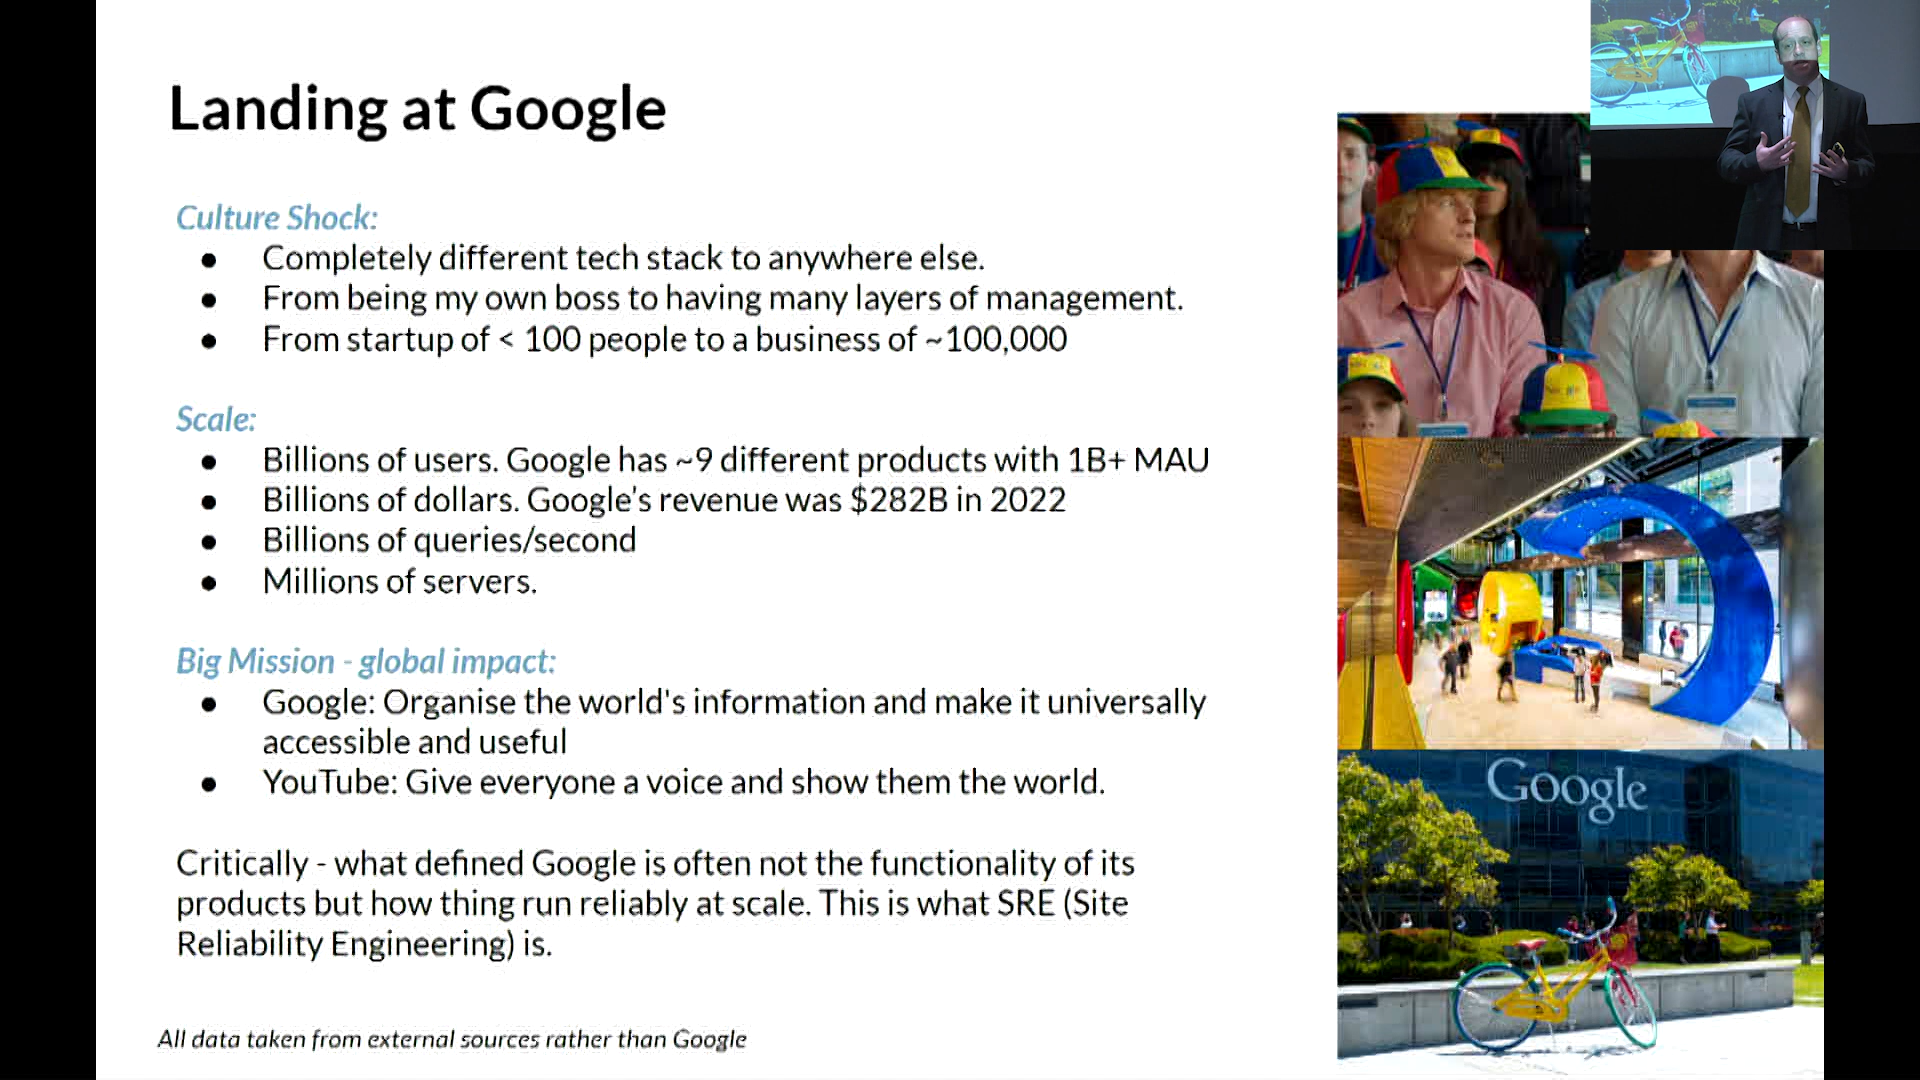 Landing at Google
Culture Shock:
● Completely different tech stack to anywhere else.
● From being my own boss to having many layers of management.
● From startup of < 100 people to a business of ~100,000
Scale:
● Billions of users. Google has ~9 different products with 1B+ MAU
● Billions of dollars. Google's revenue was $282B in 2022
● Billions of queries/second
● Millions of servers.
Big Mission - global impact:
● Google: Organise the world's information and make it universally
accessible and useful
● YouTube: Give everyone a voice and show them the world.
Critically - what defined Google is often not the functionality of its
products but how thing run reliably at scale. This is what SRE (Site
Reliability Engineering) is.
All data taken from external sources rather than Google
Google